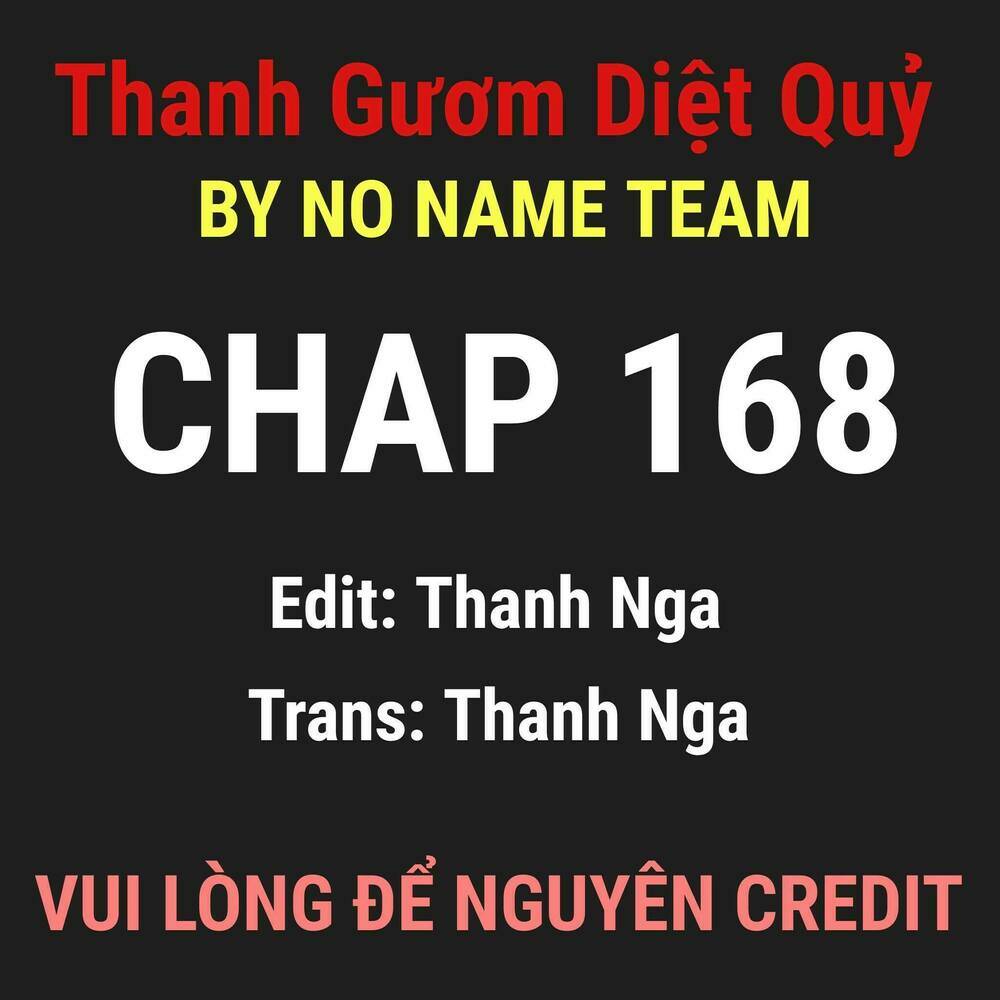 Thanh Gươm Diệt Quỷ
BY NO NAME TEAM
CHAP 168
Edit: Thanh Nga
Trans: Thanh Nga
VUI LÒNG ĐỂ NGUYÊN CREDIT